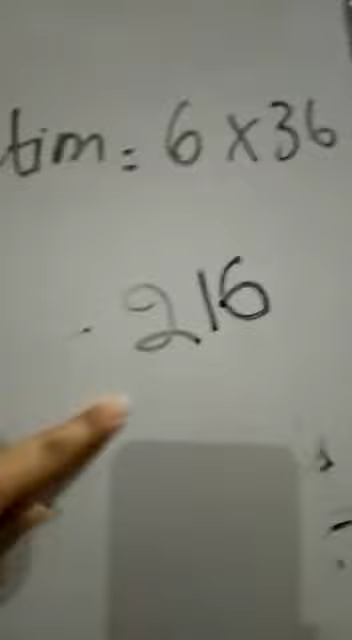 tim = 6 x 36
216